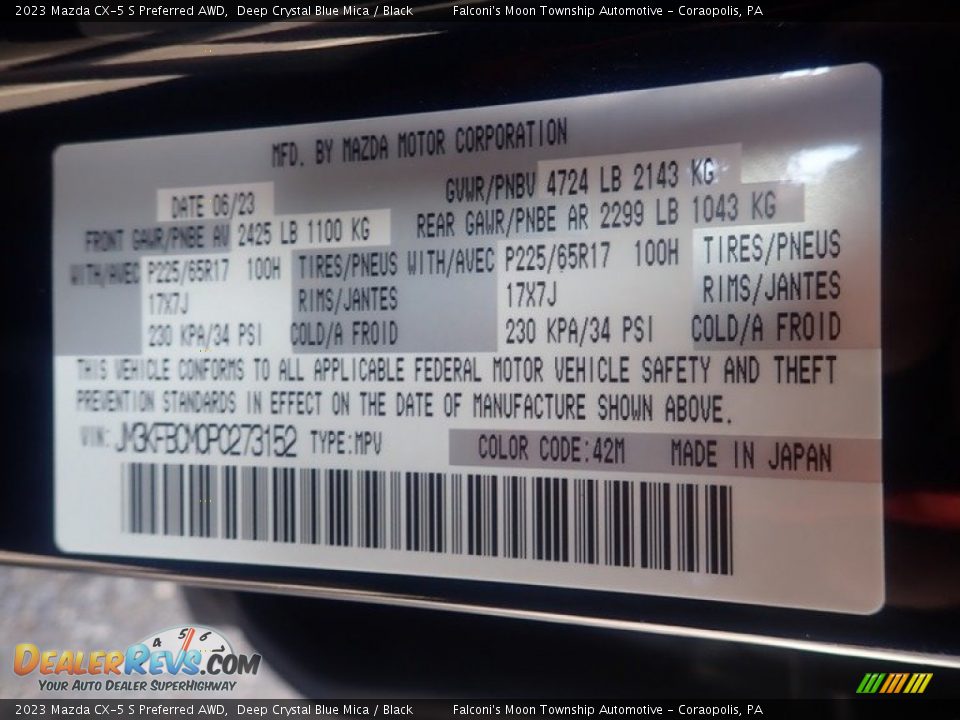 2023 Mazda CX-5 S Preferred AWD, Deep Crystal Blue Mica / Black Falconi's Moon Township Automotive - Coraopolis, PA
MFD. BY MAZDA MOTOR CORPORATION
DATE 06/23 GVWR/PNBV 4724 LB 2143 KG
FRONT GAWR/PNBE AV 2425 LB 1100 KG REAR GAWR/PNBE AR 2299 LB 1043 KG
WITH/AVEC P225/65R17 100H TIRES/PNEUS WITH/AVEC P225/65R17 100H TIRES/PNEUS
17X7J RIMS/JANTES 17X7J RIMS/JANTES
230 KPA/34 PSI COLD/A FROID 230 KPA/34 PSI COLD/A FROID
THIS VEHICLE CONFORMS TO ALL APPLICABLE FEDERAL MOTOR VEHICLE SAFETY AND THEFT
PREVENTION STANDARDS IN EFFECT ON THE DATE OF MANUFACTURE SHOWN ABOVE.
VIN: JM3KFBCM0P0273152 TYPE:MPV COLOR CODE:42M MADE IN JAPAN
4 5 6
DEALERREVS.COM
YOUR AUTO DEALER SUPERHIGHWAY
2023 Mazda CX-5 S Preferred AWD, Deep Crystal Blue Mica / Black Falconi's Moon Township Automotive - Coraopolis, PA